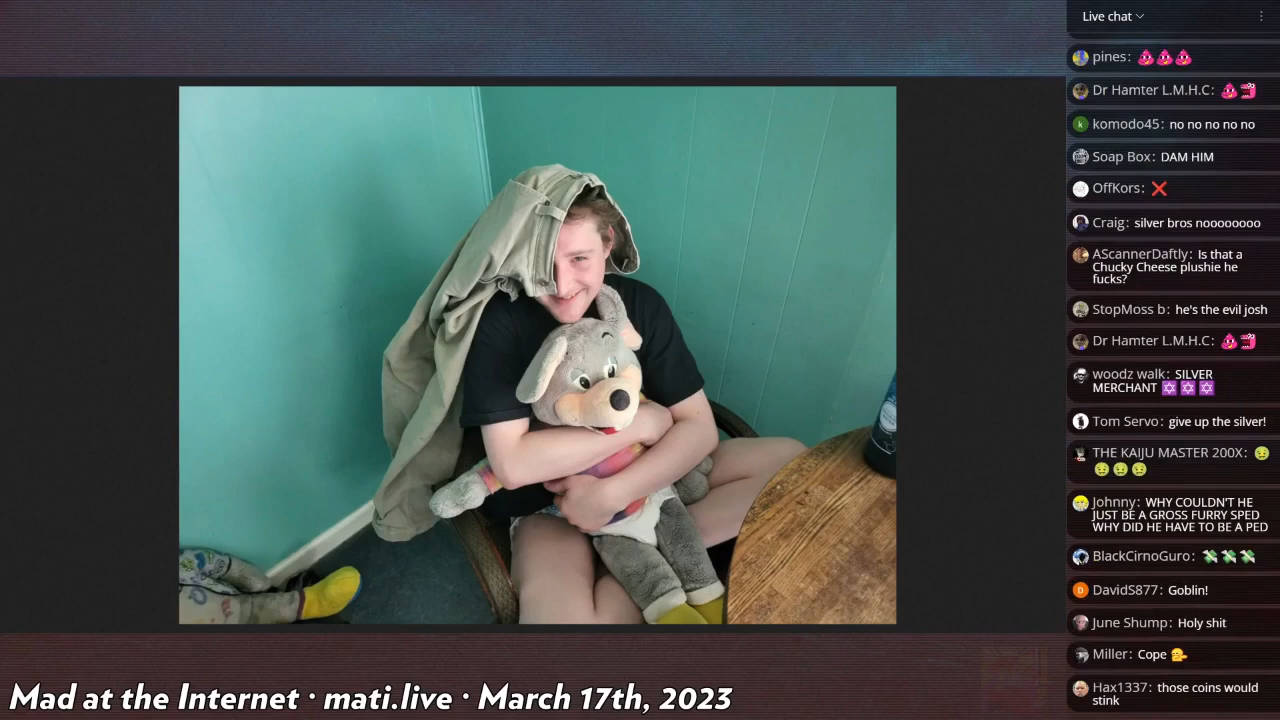 Live chat
pines: 💩💩💩
Dr Hamter L.M.H.C: 💩
komodo45: no no no no no
Soap Box: DAM HIM
OffKors: ❌
Craig: silver bros noooooooo
AScannerDaftly: Is that a
Chucky Cheese plushie he
fucks?
StopMoss b: he's the evil josh
Dr Hamter L.M.H.C: 💩
woodz walk: SILVER
MERCHANT 🔯🔯🔯
Tom Servo: give up the silver!
THE KAIJU MASTER 200X: 🤢
🤢🤢🤢
Johnny: WHY COULDN'T HE
JUST BE A GROSS FURRY SPED
WHY DID HE HAVE TO BE A PED
BlackCirnoGuro: 💸💸💸
k
DavidS877: Goblin!
D
June Shump: Holy shit
Miller: Cope
Hax1337: those coins would
stink
Mad at the Internet · mati.live · March 17th, 2023